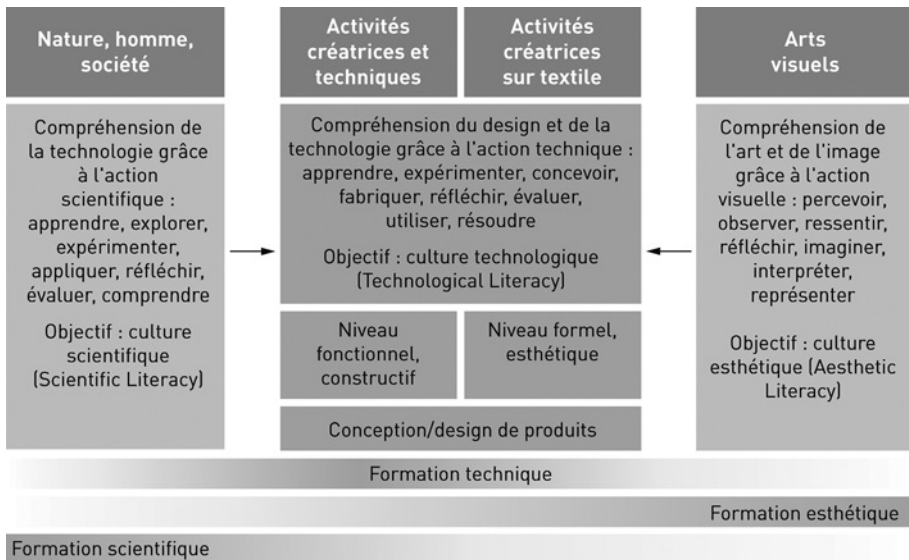 Nature, homme,
société
Activités
créatrices et
techniques
Activités
créatrices
sur textile
Arts
visuels
Compréhension de
la technologie grâce
à l'action
scientifique :
apprendre, explorer,
expérimenter,
appliquer, réfléchir,
évaluer, comprendre
Objectif : culture
scientifique
(Scientific Literacy)
Compréhension du design et de la
technologie grâce à l'action technique :
apprendre, expérimenter, concevoir,
fabriquer, réfléchir, évaluer,
utiliser, résoudre
Objectif : culture technologique
(Technological Literacy)
Niveau
fonctionnel,
constructif
Niveau formel,
esthétique
Conception/design de produits
Compréhension de
l'art et de l'image
grâce à l'action
visuelle : percevoir,
observer, ressentir,
réfléchir, imaginer,
interpréter,
représenter
Objectif : culture
esthétique (Aesthetic
Literacy)
Formation technique
Formation esthétique
Formation scientifique